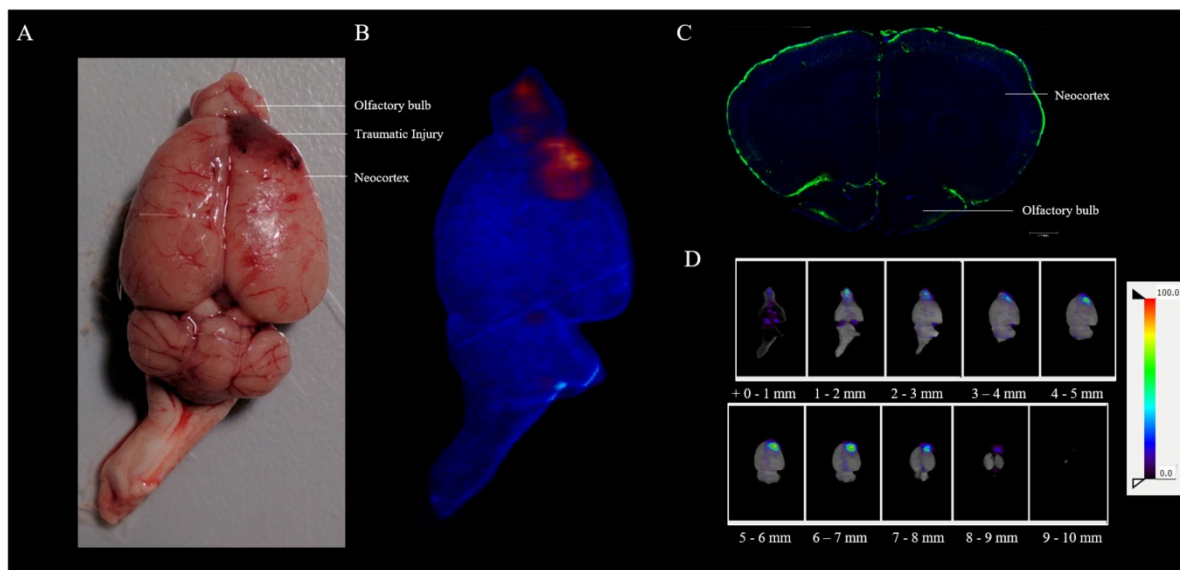 A
B
C
D
Olfactory bulb
Traumatic Injury
Neocortex
Neocortex
Olfactory bulb
+ 0 - 1 mm
1 - 2 mm
2 - 3 mm
3 – 4 mm
4 - 5 mm
5 - 6 mm
6 – 7 mm
7 - 8 mm
8 - 9 mm
9 - 10 mm
100.0
0.0